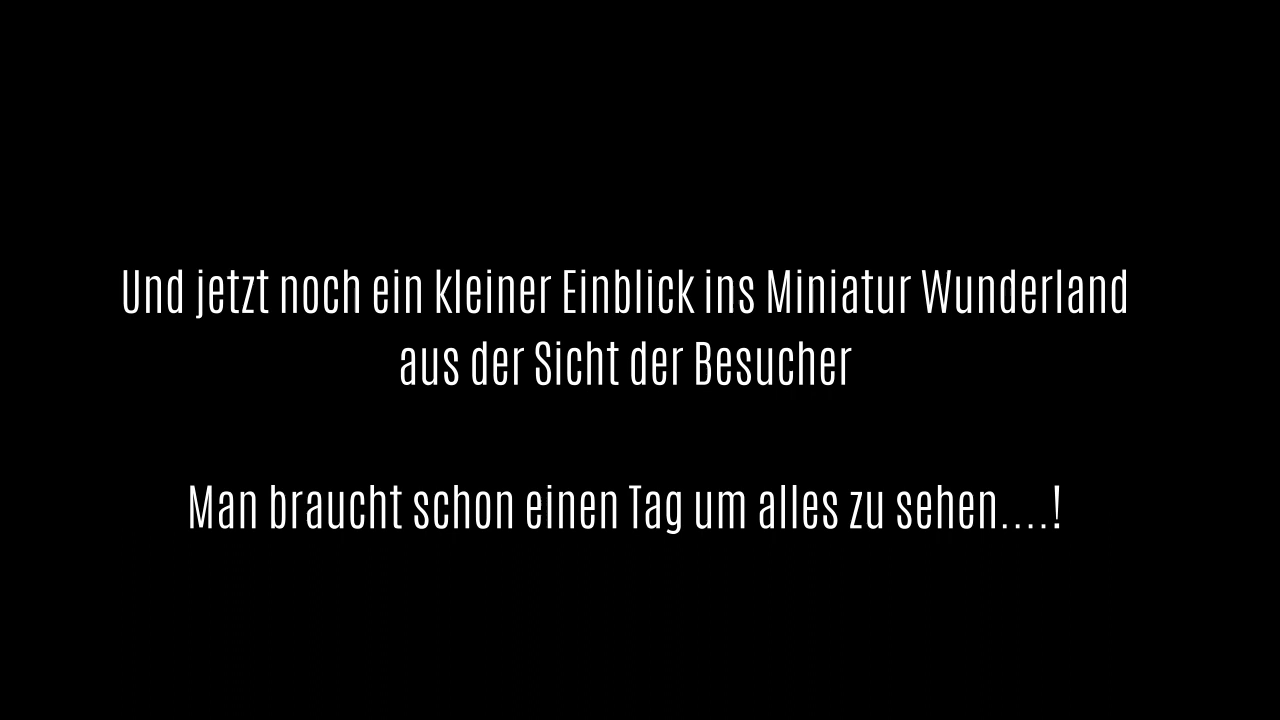 Und jetzt noch ein kleiner Einblick ins Miniatur Wunderland
aus der Sicht der Besucher
Man braucht schon einen Tag um alles zu sehen....!